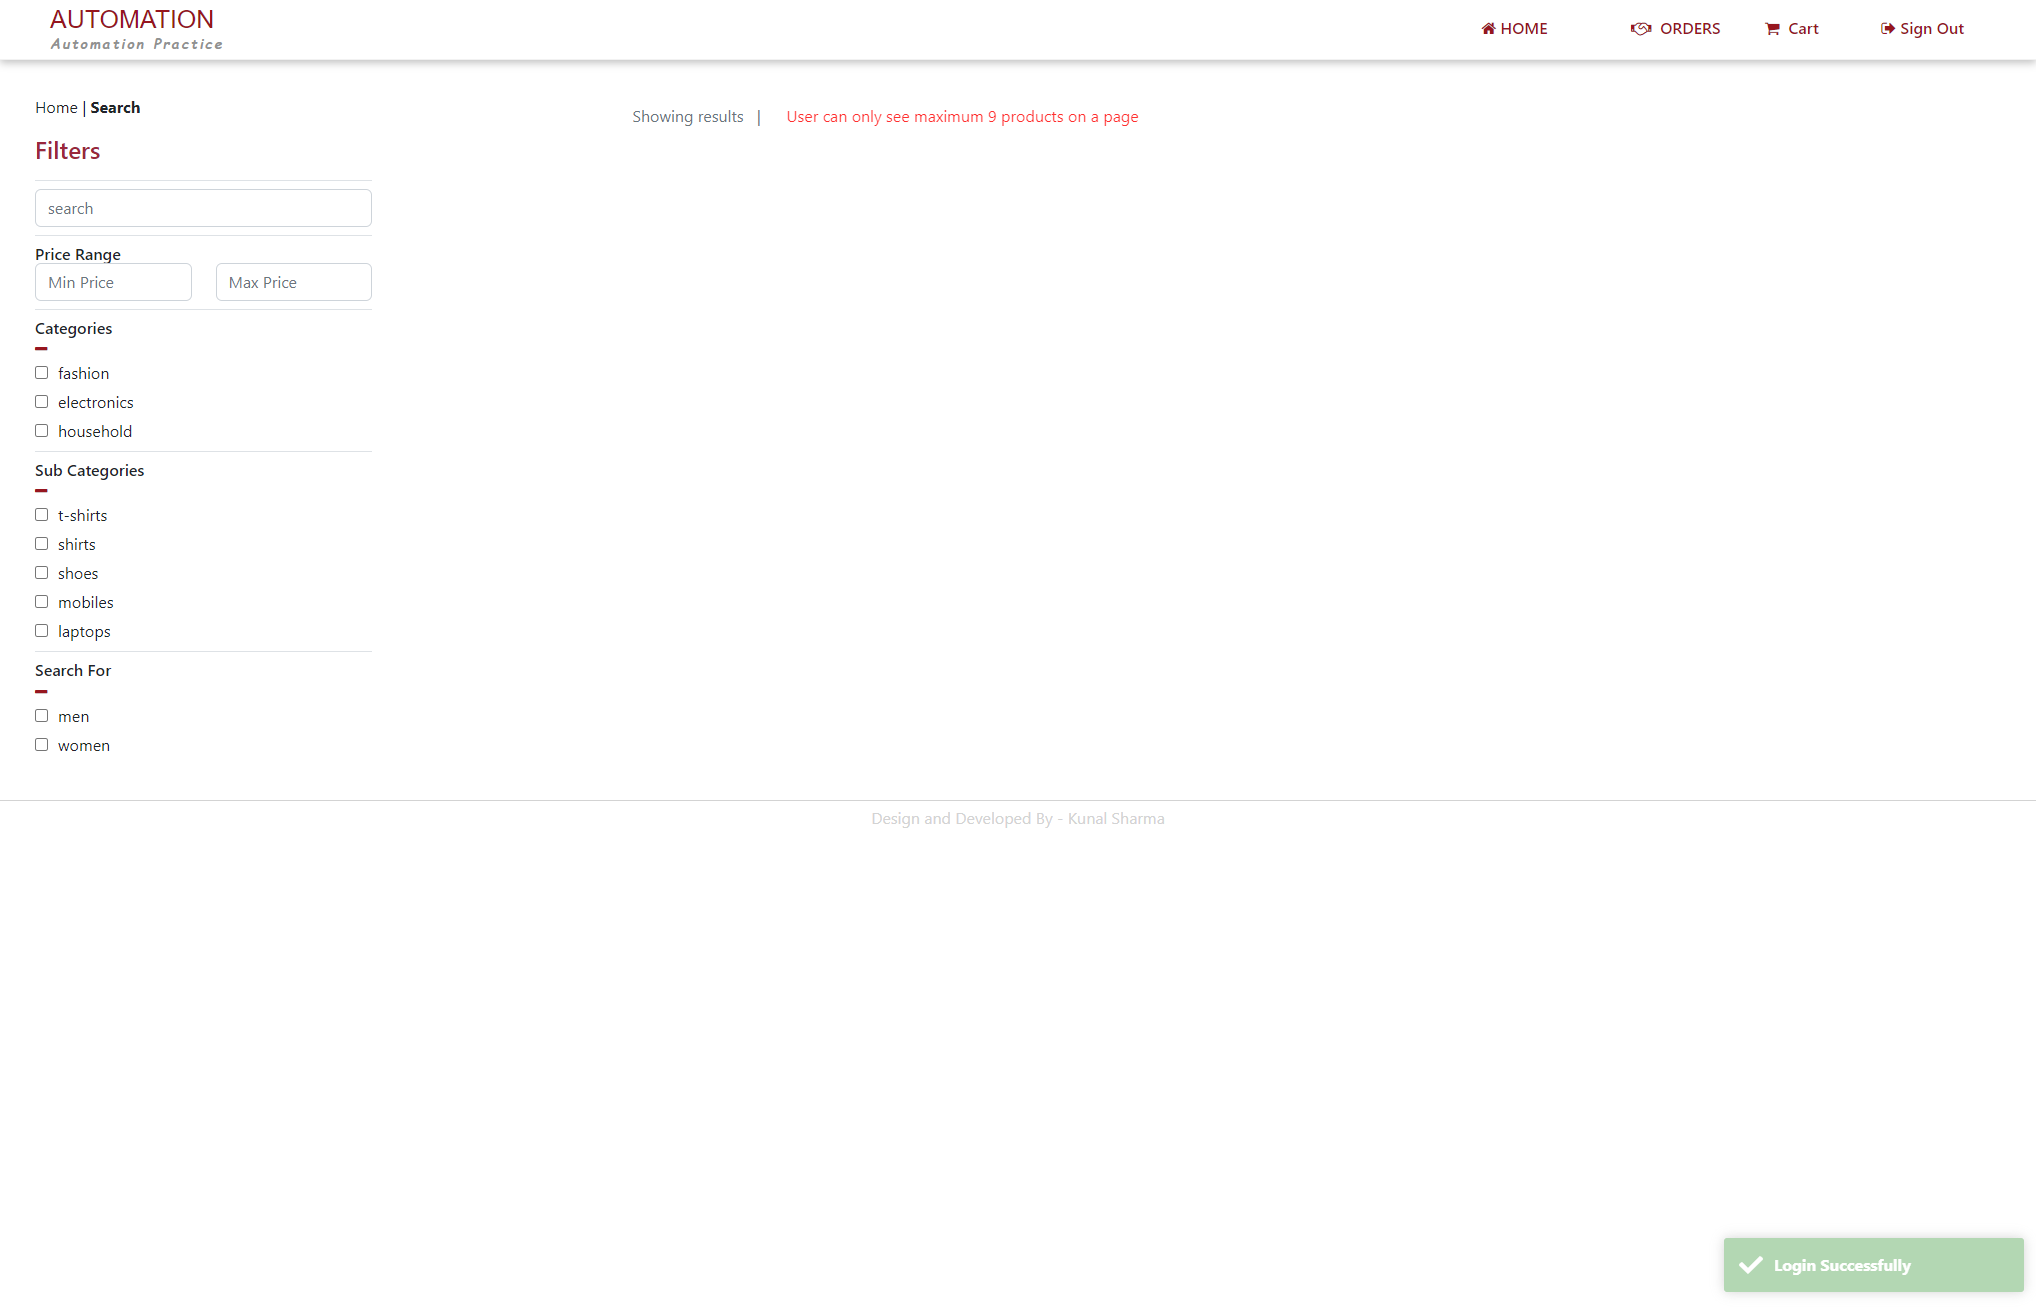 AUTOMATION
Automation Practice
HOME
ORDERS
Cart
Sign Out
Home | Search
Showing results | User can only see maximum 9 products on a page
Filters
search
Price Range
Min Price
Max Price
Categories
fashion
electronics
household
Sub Categories
t-shirts
shirts
shoes
mobiles
laptops
Search For
men
women
Design and Developed By - Kunal Sharma
Login Successfully